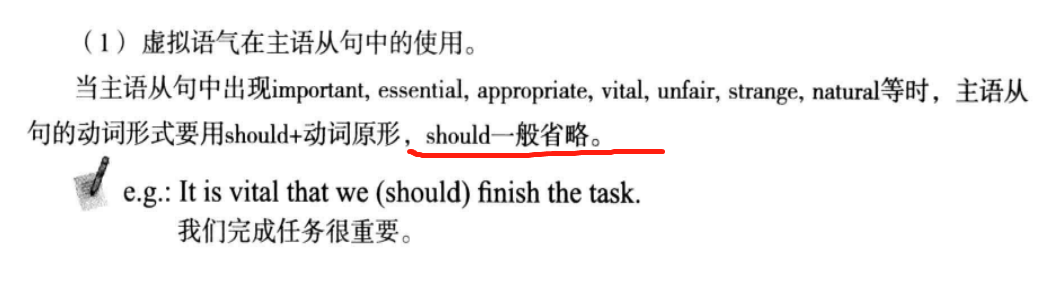 （1）虚拟语气在主语从句中的使用。
当主语从句中出现important, essential, appropriate, vital, unfair, strange, natural等时，主语从
句的动词形式要用should+动词原形，should一般省略。
e.g.: It is vital that we (should) finish the task.
我们完成任务很重要。